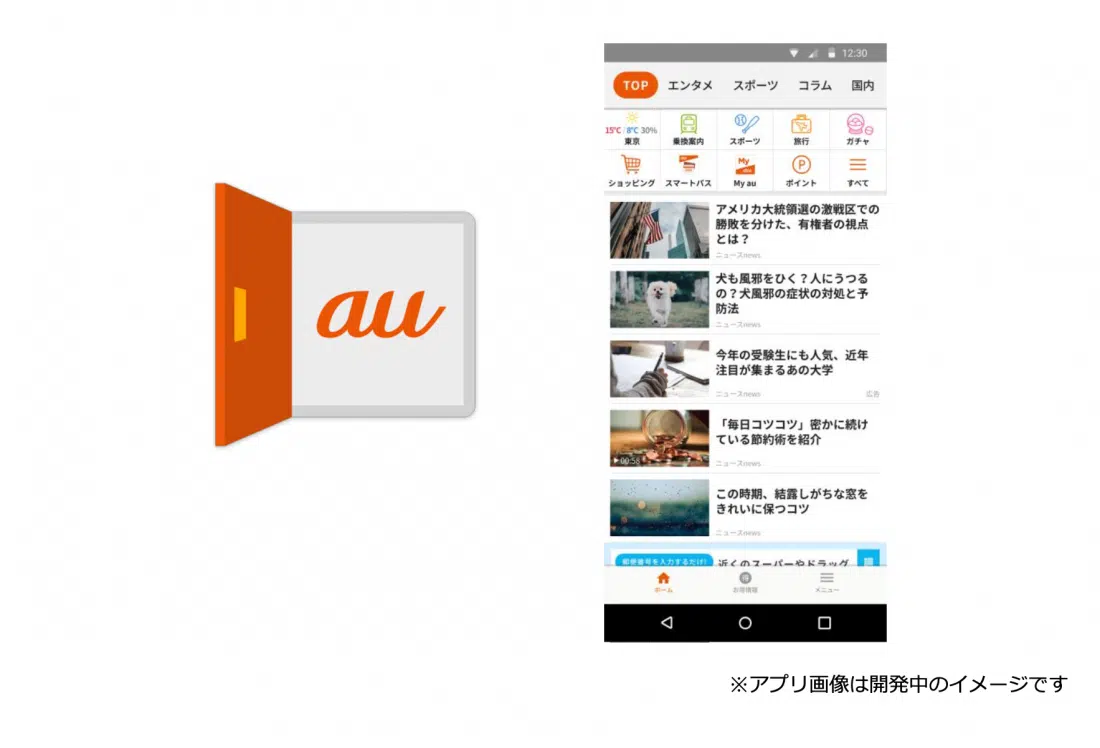 au
12:30
TOP エンタメ スポーツ コラム 国内
15℃ / 8℃ 30%
東京 乗換案内 スポーツ 旅行 ガチャ
P
My
au
ショッピング スマートパス My au ポイント すべて
アメリカ大統領選の激戦区での
勝敗を分けた、有権者の視点
とは？
ニュースnews
犬も風邪をひく？人にうつる
の？犬風邪の症状の対処と予
防法
ニュースnews
今年の受験生にも人気、近年
注目が集まるあの大学
ニュースnews 広告
「毎日コツコツ」密かに続け
ている節約術を紹介
00:58
ニュースnews
この時期、結露しがちな窓を
きれいに保つコツ
ニュースnews
郵便番号を入力するだけ! 近くのスーパーやドラッグ
得
ホーム お得情報 メニュー
※アプリ画像は開発中のイメージです